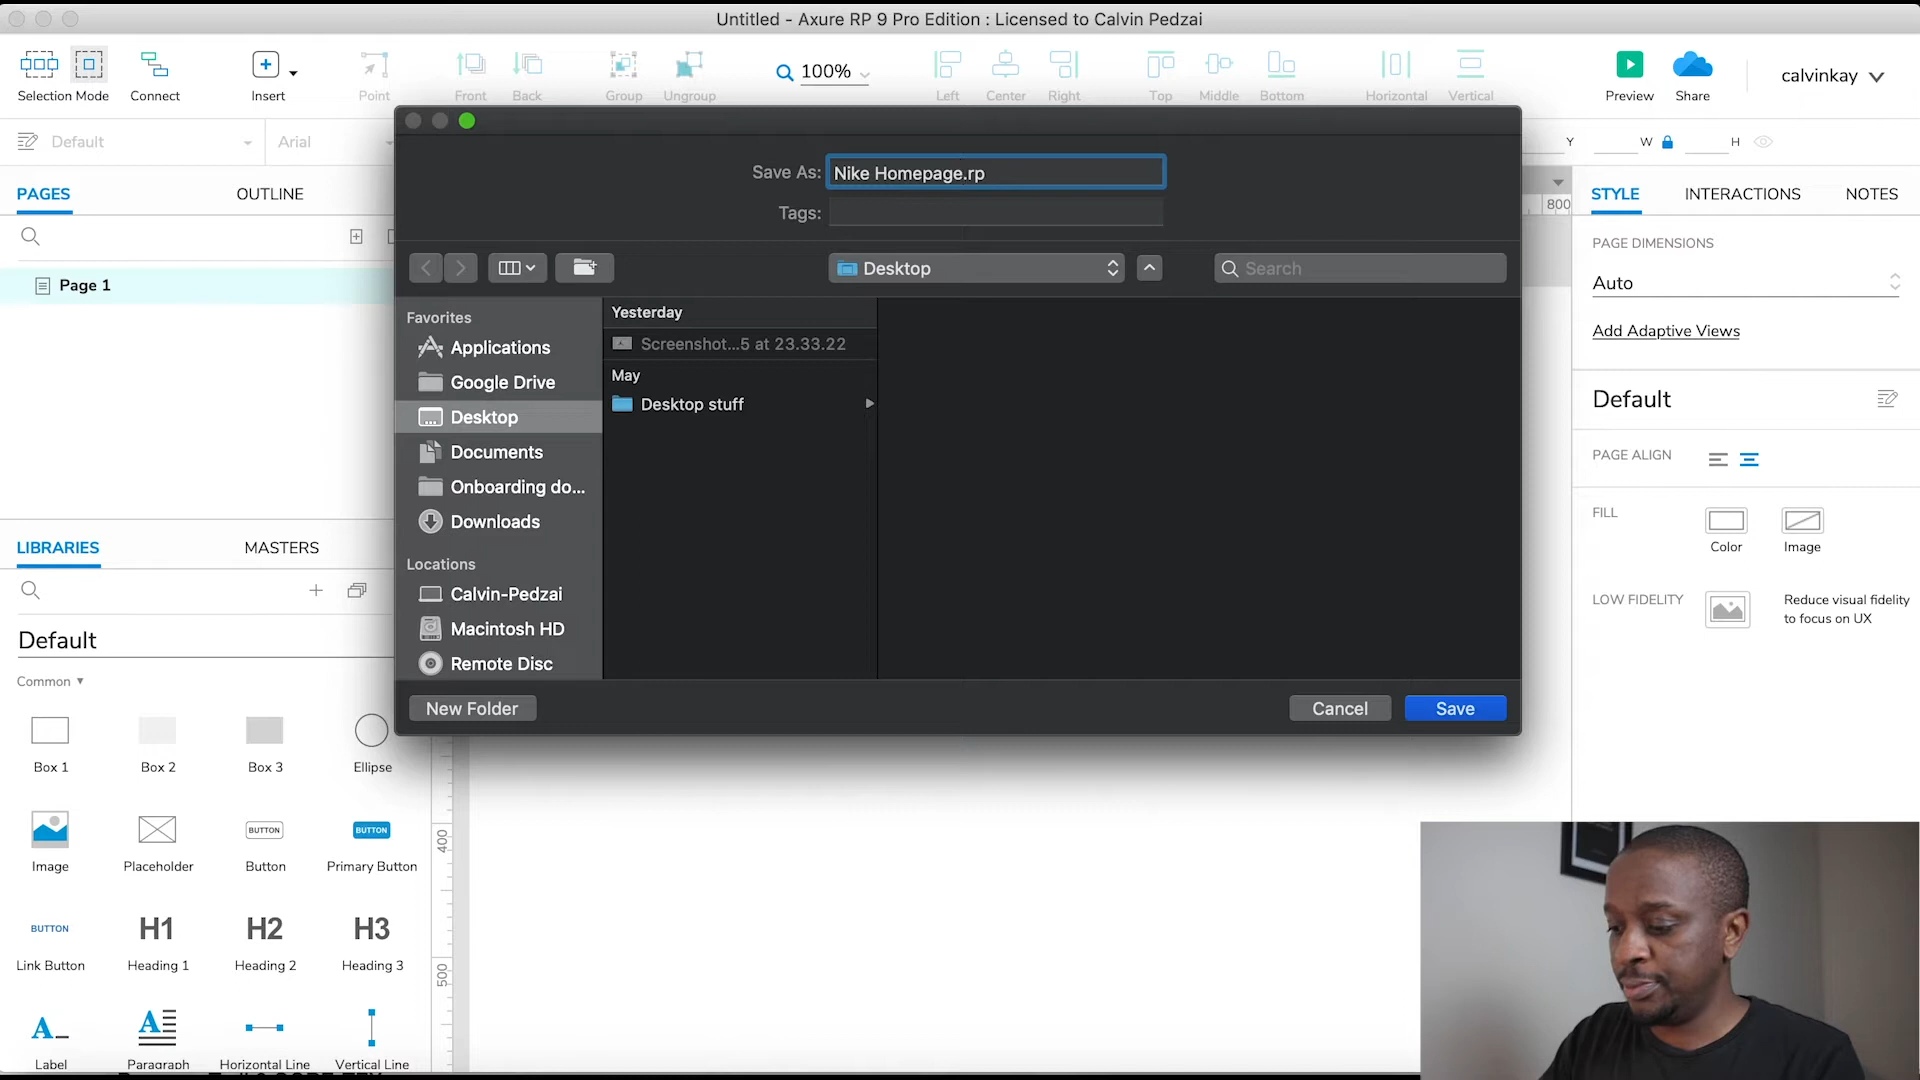 Untitled - Axure RP 9 Pro Edition : Licensed to Calvin Pedzai
Selection Mode
Connect
Insert
Point
Front
Back
Group
Ungroup
100%
Left
Center
Right
Top
Middle
Bottom
Horizontal
Vertical
Preview
Share
calvinkay
Default
Arial
Y
W
H
PAGES
OUTLINE
Page 1
LIBRARIES
MASTERS
Default
Common
Box 1
Box 2
Box 3
Ellipse
Image
Placeholder
BUTTON
Button
BUTTON
Primary Button
BUTTON
Link Button
H1
Heading 1
H2
Heading 2
H3
Heading 3
A
Label
A
Paragraph
Horizontal Line
Vertical Line
Save As: Nike Homepage.rp
Tags:
Desktop
Search
Favorites
Applications
Google Drive
Desktop
Documents
Onboarding do...
Downloads
Locations
Calvin-Pedzai
Macintosh HD
Remote Disc
Yesterday
Screenshot...5 at 23.33.22
May
Desktop stuff
New Folder
Cancel
Save
800
400
500
STYLE
INTERACTIONS
NOTES
PAGE DIMENSIONS
Auto
Add Adaptive Views
Default
PAGE ALIGN
FILL
Color
Image
LOW FIDELITY
Reduce visual fidelity
to focus on UX